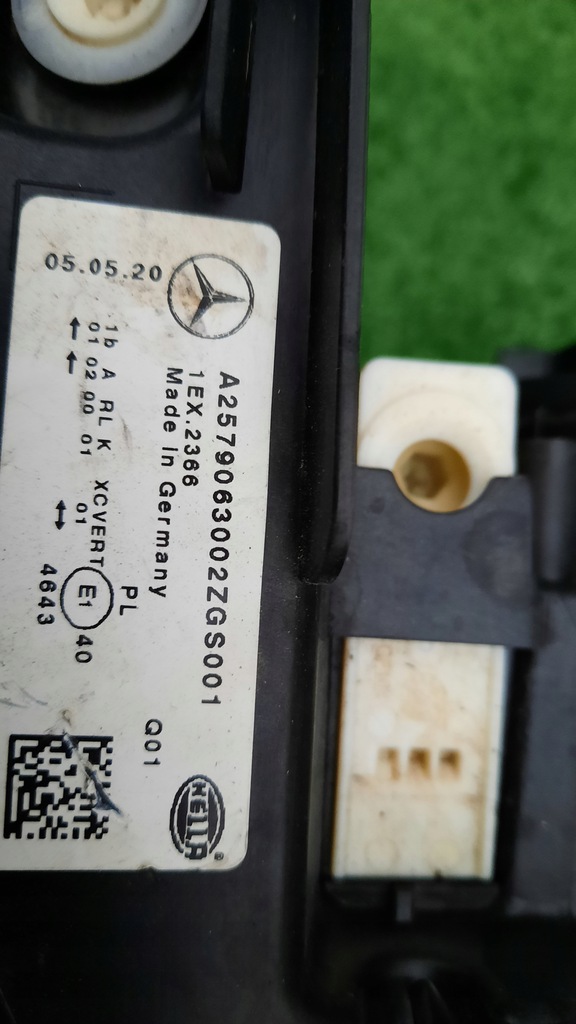 05.05.20
A2579063002ZGS001
1EX.2366
Made in Germany
1b A RL K XCVERT PL
01 02 00 01 01 E1 40
← ← ↔ 4643
Q01
HELLA®